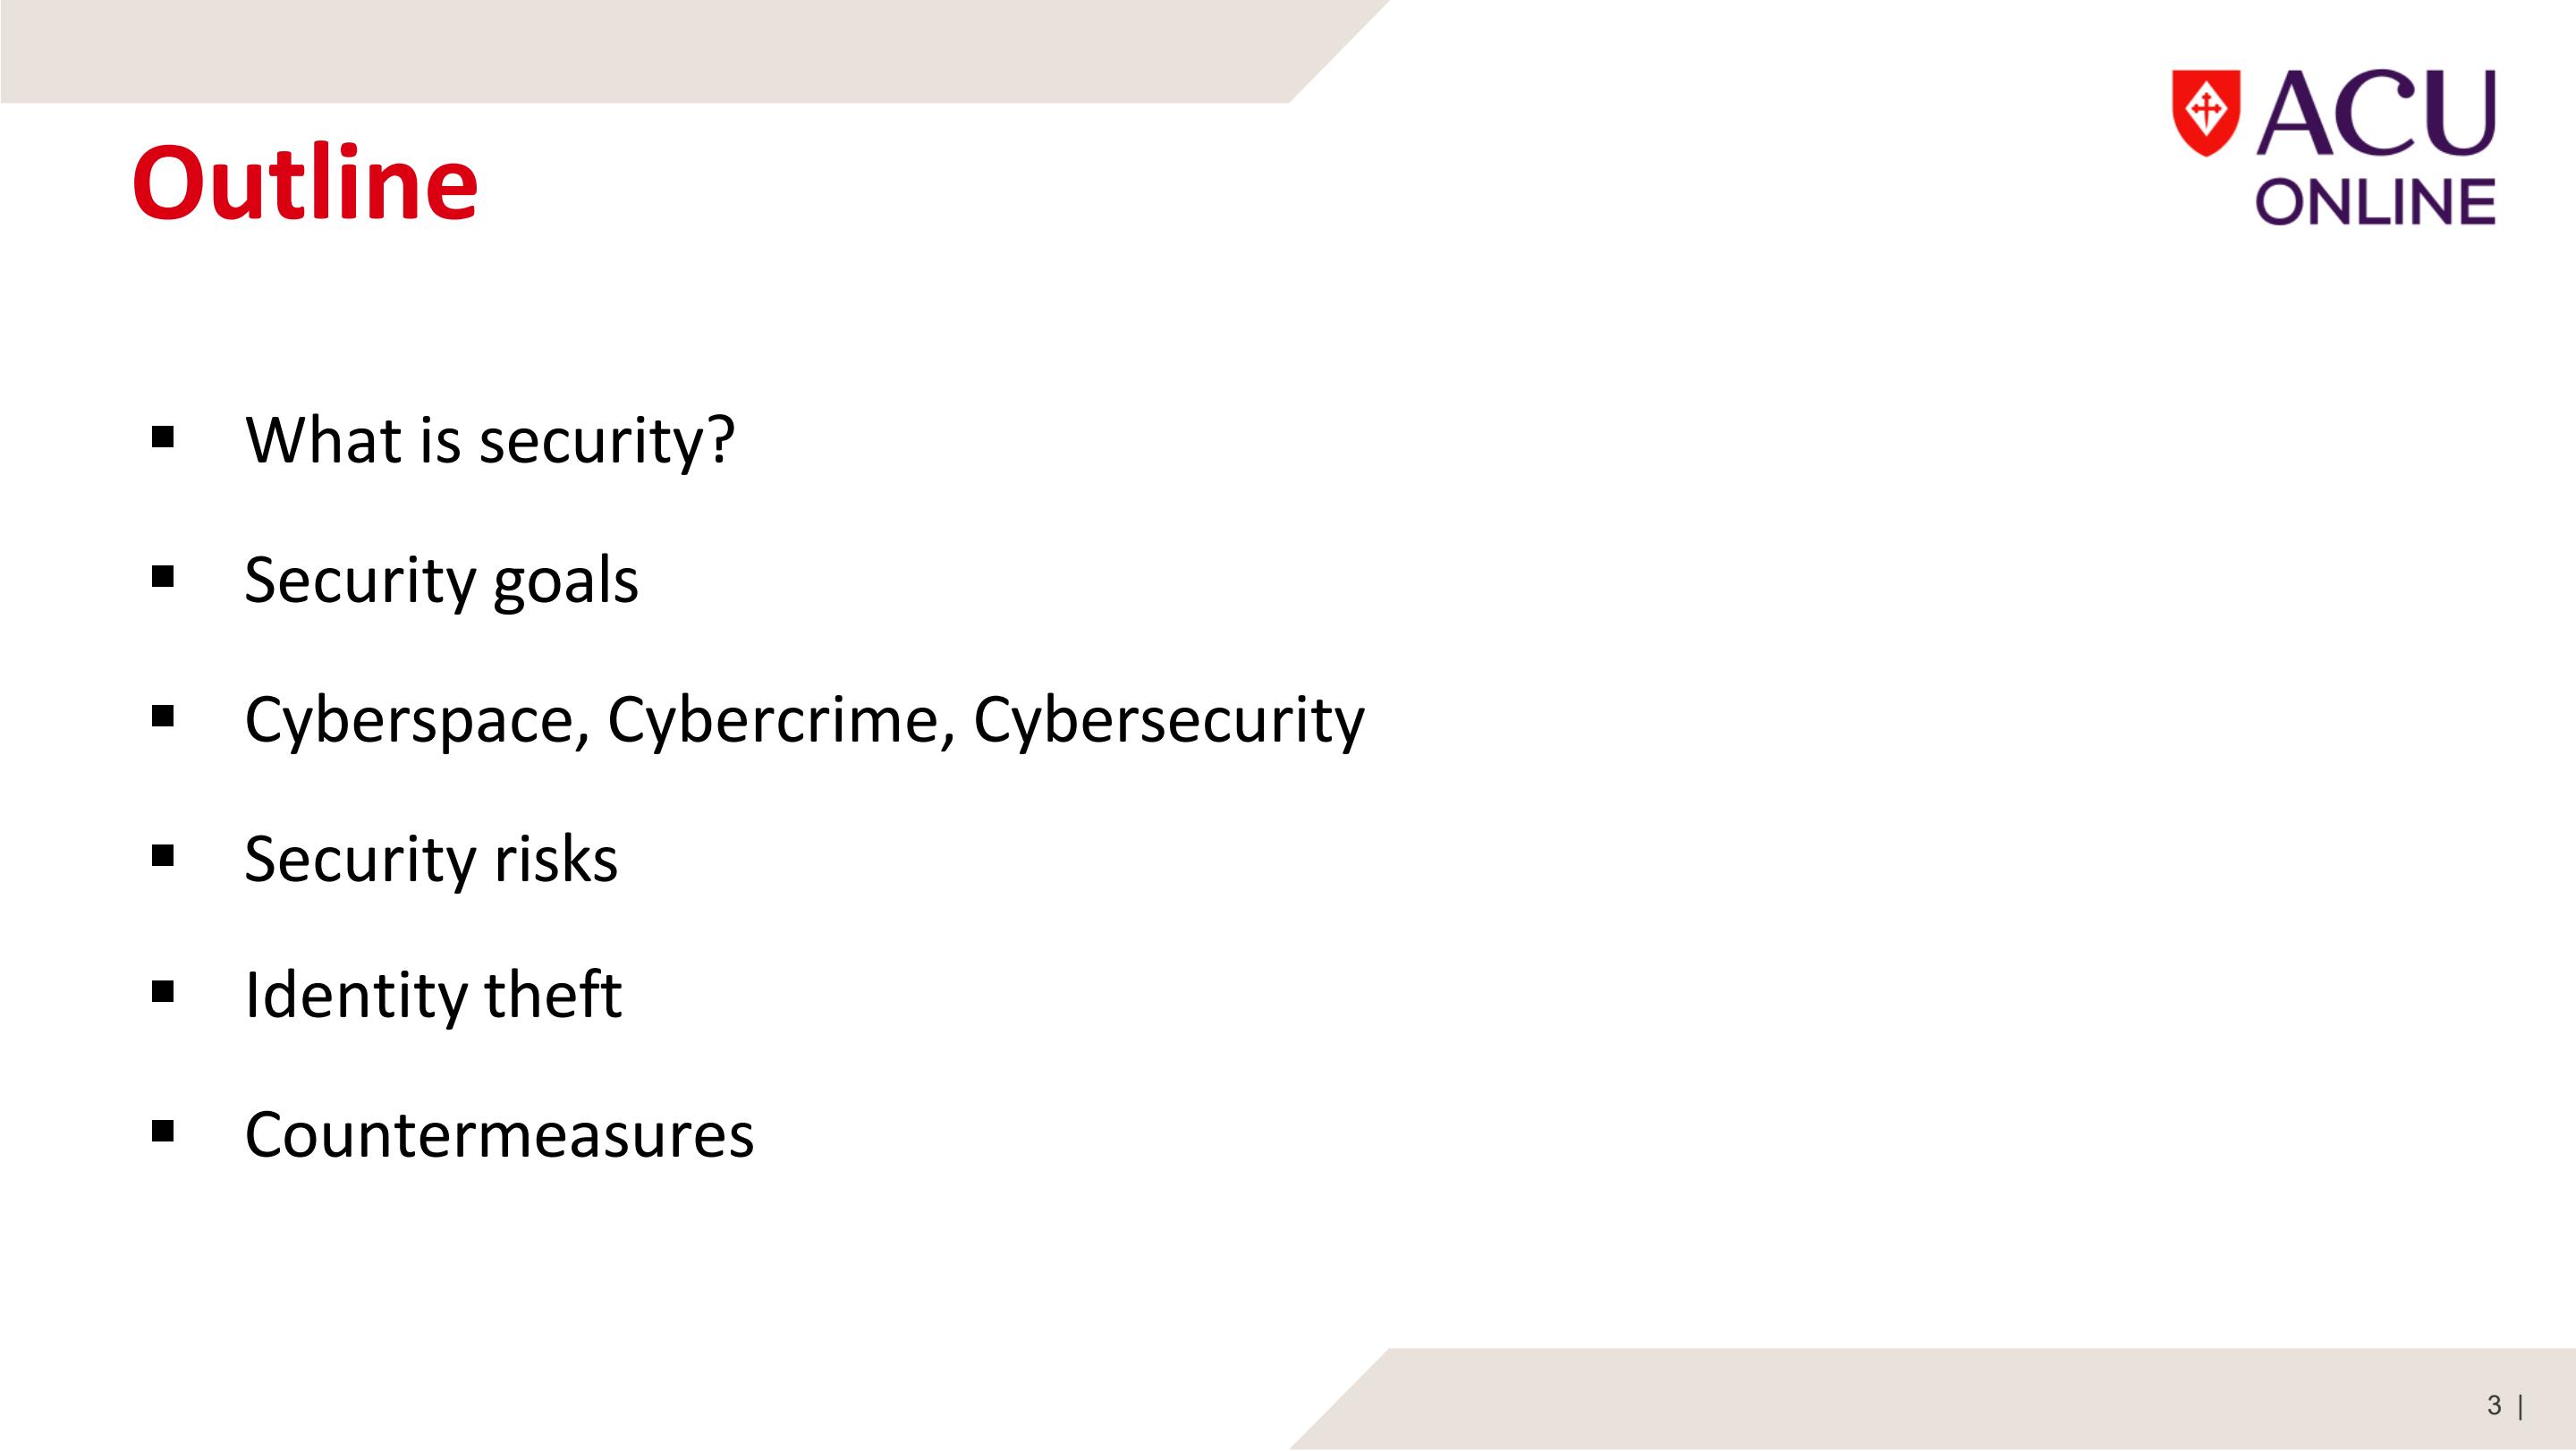 Outline
ACU
ONLINE
▪ What is security?
▪ Security goals
▪ Cyberspace, Cybercrime, Cybersecurity
▪ Security risks
▪ Identity theft
▪ Countermeasures
3 |